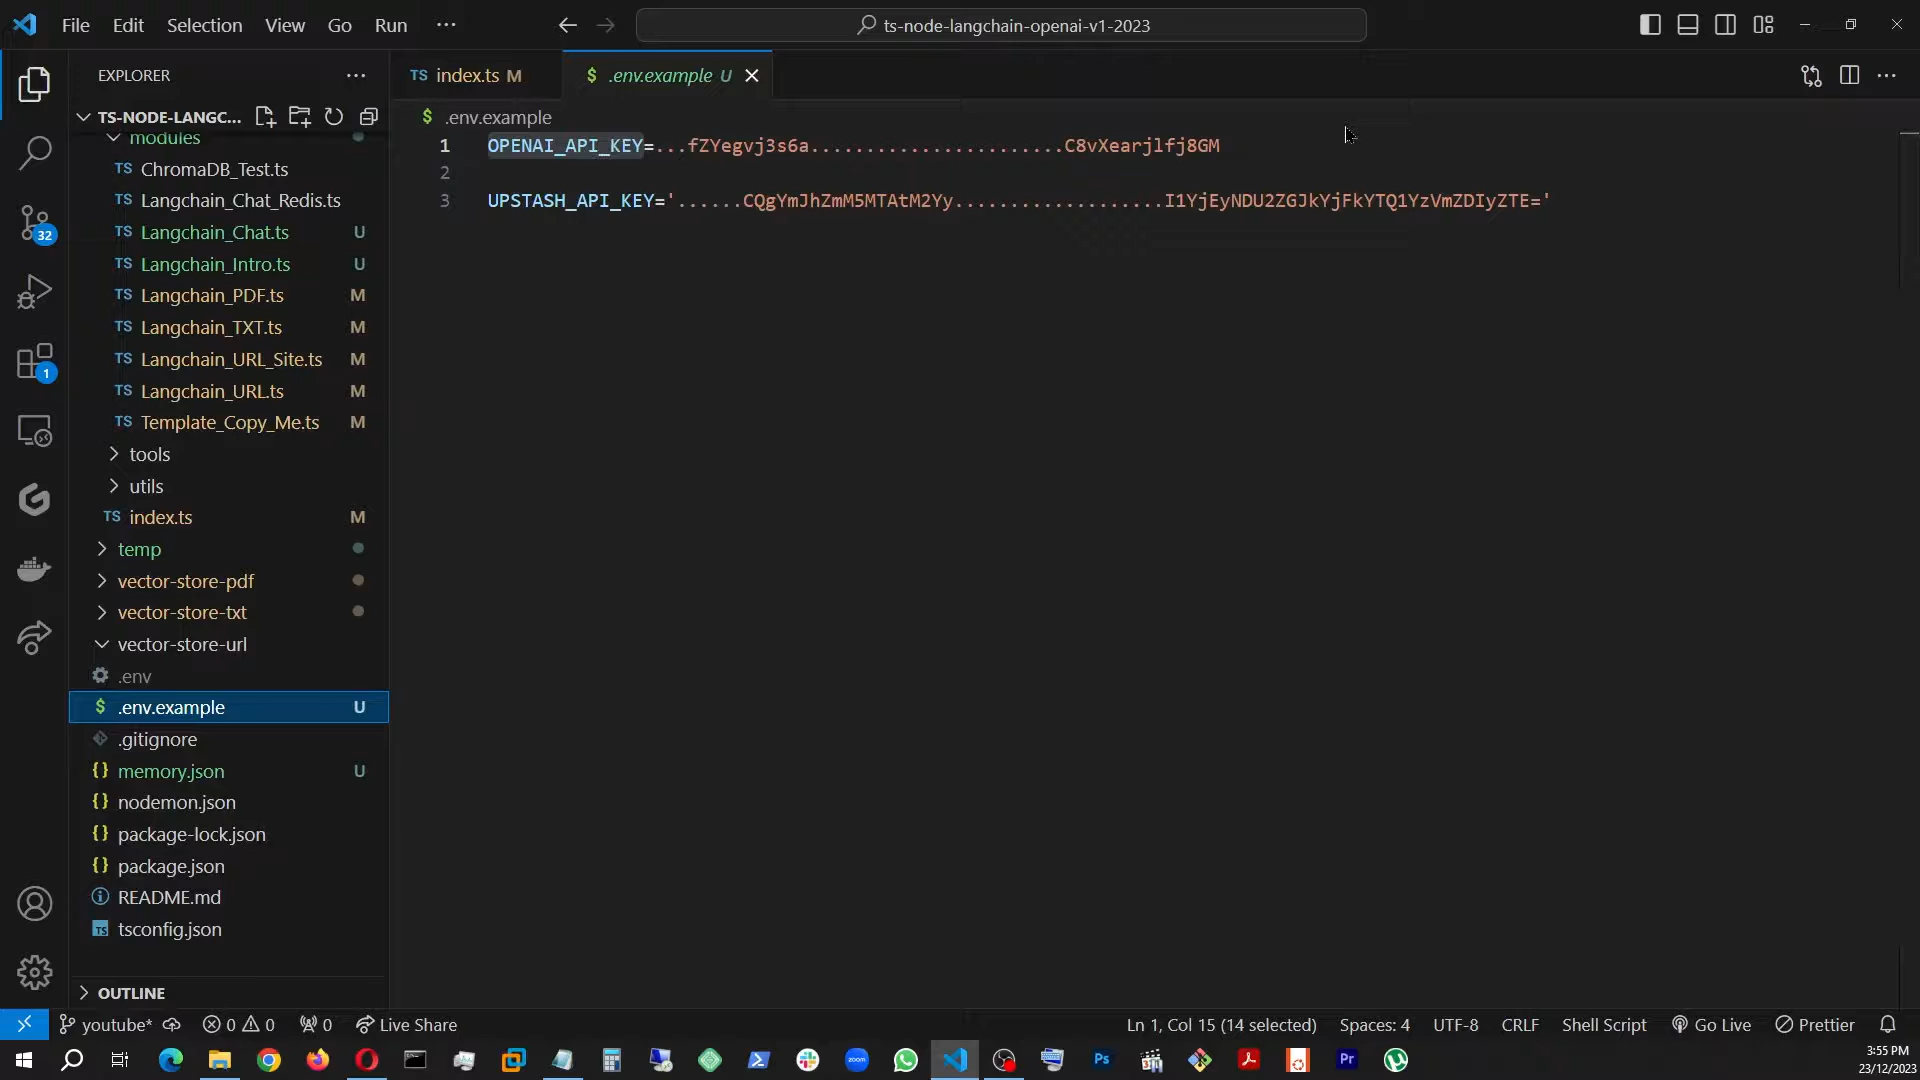 File Edit Selection View Go Run ···
ts-node-langchain-openai-v1-2023
EXPLORER ···
TS-NODE-LANGC...
modules
TS ChromaDB_Test.ts
TS Langchain_Chat_Redis.ts
TS Langchain_Chat.ts U
TS Langchain_Intro.ts U
TS Langchain_PDF.ts M
TS Langchain_TXT.ts M
TS Langchain_URL_Site.ts M
TS Langchain_URL.ts M
TS Template_Copy_Me.ts M
tools
utils
TS index.ts M
temp
vector-store-pdf
vector-store-txt
vector-store-url
.env
$ .env.example U
.gitignore
{} memory.json U
{} nodemon.json
{} package-lock.json
{} package.json
README.md
TS tsconfig.json
OUTLINE
32
1
TS index.ts M $ .env.example U
$ .env.example
1 OPENAI_API_KEY=...fZYegvj3s6a.......................C8vXearjlfj8GM
2
3 UPSTASH_API_KEY='......CQgYmJhZmM5MTAtM2Yy...................I1YjEyNDU2ZGJkYjFkYTQ1YzVmZDIyZTE='
youtube* 0 0 0 Live Share
Ln 1, Col 15 (14 selected) Spaces: 4 UTF-8 CRLF Shell Script Go Live Prettier
zoom Ps Pr
3:55 PM
23/12/2023